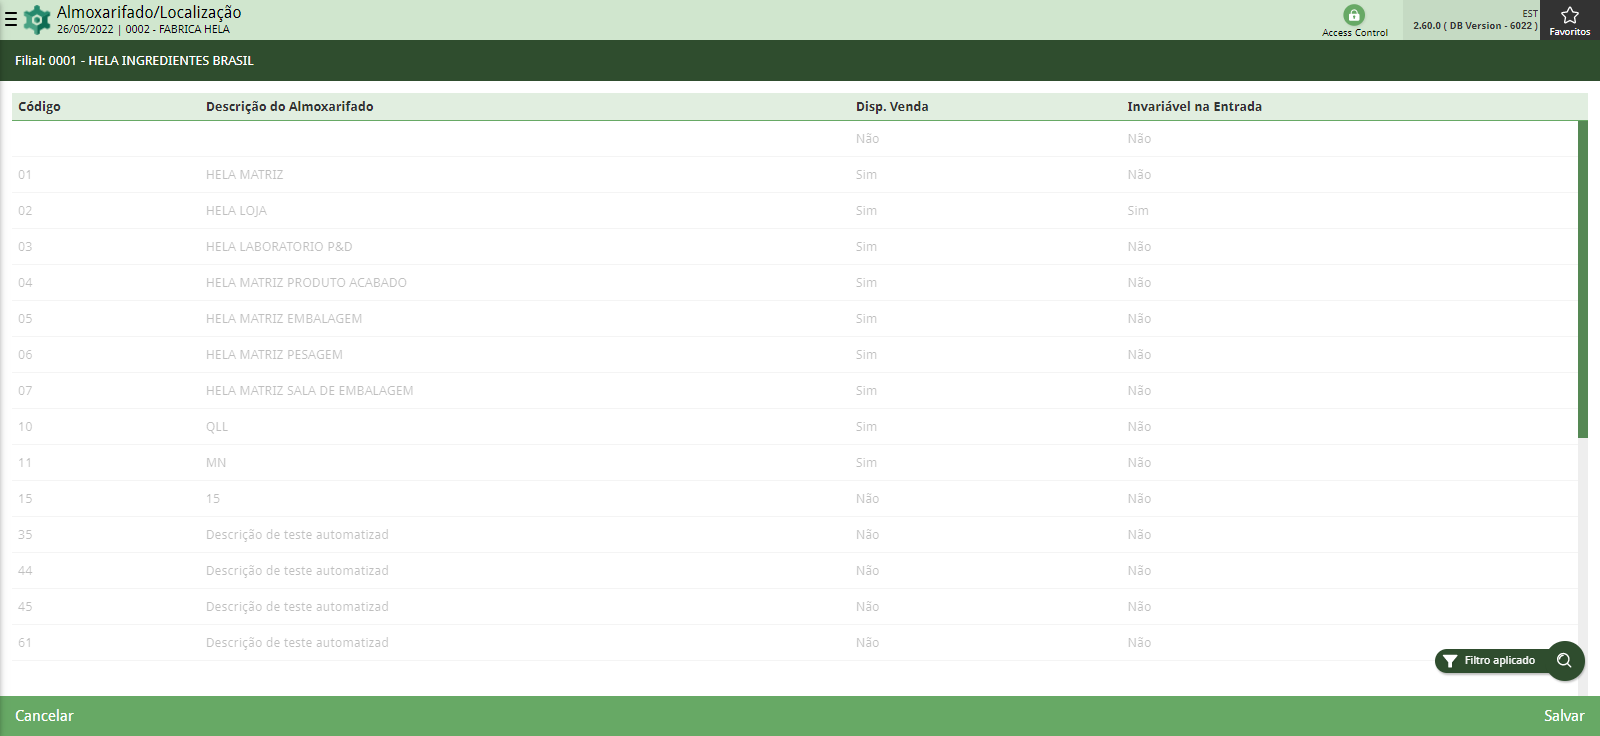 Almoxarifado/Localização
26/05/2022 | 0002 - FABRICA HELA
Access Control
EST
2.60.0 ( DB Version - 6022 )
Favoritos
Filial: 0001 - HELA INGREDIENTES BRASIL
Código Descrição do Almoxarifado Disp. Venda Invariável na Entrada
Não Não
01 HELA MATRIZ Sim Não
02 HELA LOJA Sim Sim
03 HELA LABORATORIO P&D Sim Não
04 HELA MATRIZ PRODUTO ACABADO Sim Não
05 HELA MATRIZ EMBALAGEM Sim Não
06 HELA MATRIZ PESAGEM Sim Não
07 HELA MATRIZ SALA DE EMBALAGEM Sim Não
10 QLL Sim Não
11 MN Sim Não
15 15 Não Não
35 Descrição de teste automatizad Não Não
44 Descrição de teste automatizad Não Não
45 Descrição de teste automatizad Não Não
61 Descrição de teste automatizad Não Não
Filtro aplicado
Cancelar Salvar